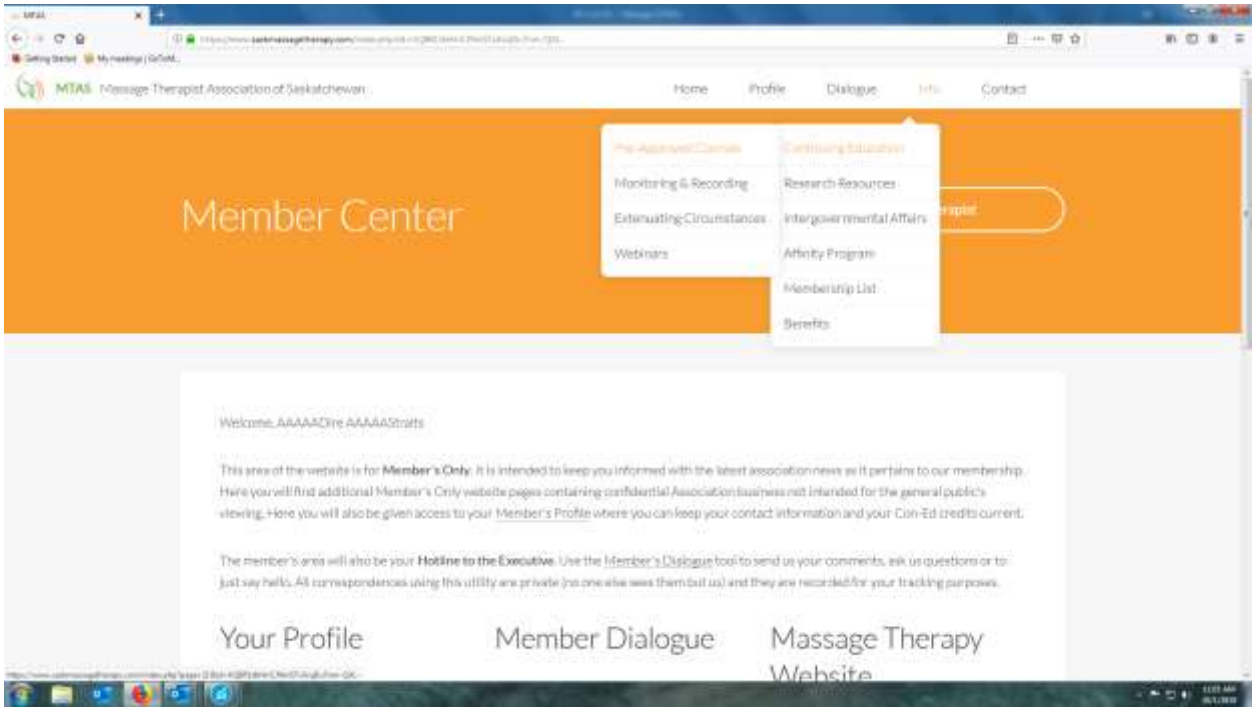 MTAS
Getting Started My meetings | GoToM...
MTAS Massage Therapist Association of Saskatchewan
Home Profile Dialogue Info Contact
Pre-Approved Courses
Monitoring & Recording
Extenuating Circumstances
Webinars
Continuing Education
Research Resources
Intergovernmental Affairs
Affinity Program
Membership List
Benefits
Member Center
Welcome, AAAAADire AAAAAStraits
This area of the website is for Member's Only. It is intended to keep you informed with the latest association news as it pertains to our membership.
Here you will find additional Member's Only website pages containing confidential Association business not intended for the general public's
viewing. Here you will also be given access to your Member's Profile where you can keep your contact information and your Con-Ed credits current.
The member's area will also be your Hotline to the Executive. Use the Member's Dialogue tool to send us your comments, ask us questions or to
just say hello. All correspondences using this utility are private (no one else sees them but us) and they are recorded for your tracking purposes.
Your Profile
Member Dialogue
Massage Therapy
Website